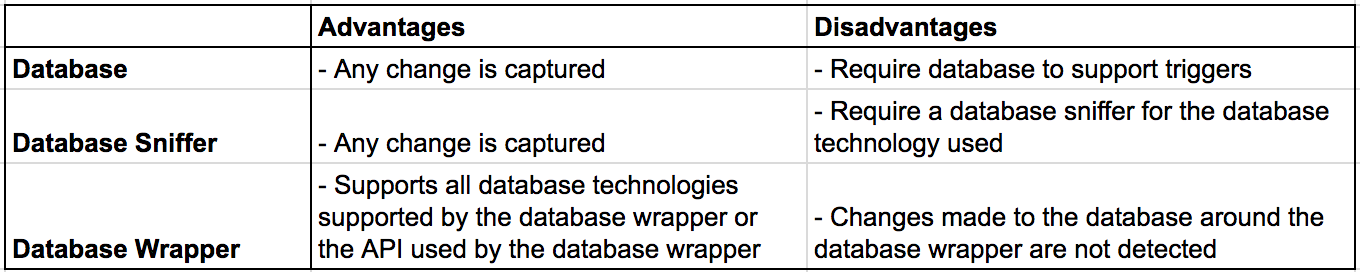 Advantages Disadvantages
Database - Any change is captured - Require database to support triggers
- Require a database sniffer for the database
Database Sniffer - Any change is captured technology used
- Supports all database technologies
supported by the database wrapper or - Changes made to the database around the
Database Wrapper the API used by the database wrapper database wrapper are not detected